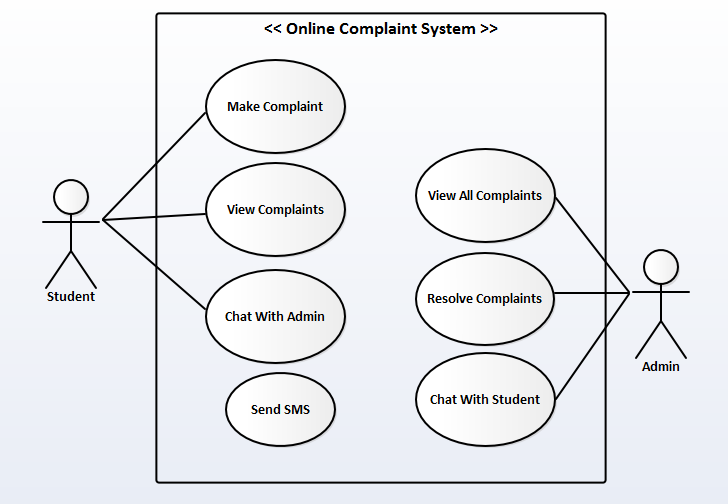 << Online Complaint System >>
Make Complaint
View Complaints
Chat With Admin
Send SMS
View All Complaints
Resolve Complaints
Chat With Student
Student
Admin